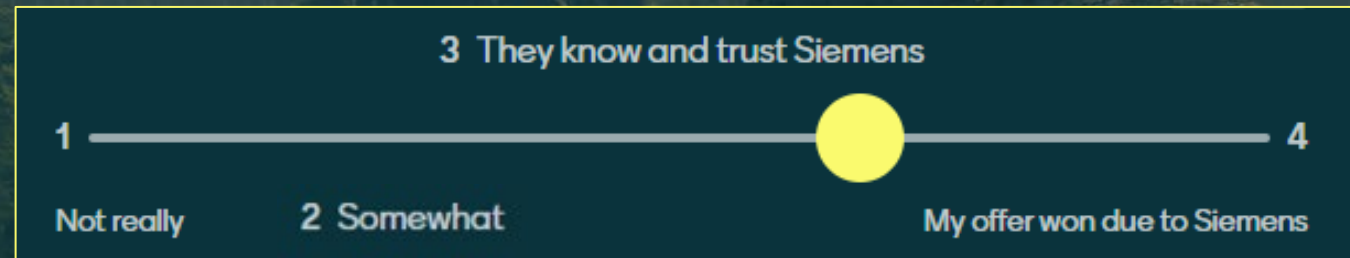 3 They know and trust Siemens
1 4
Not really 2 Somewhat My offer won due to Siemens